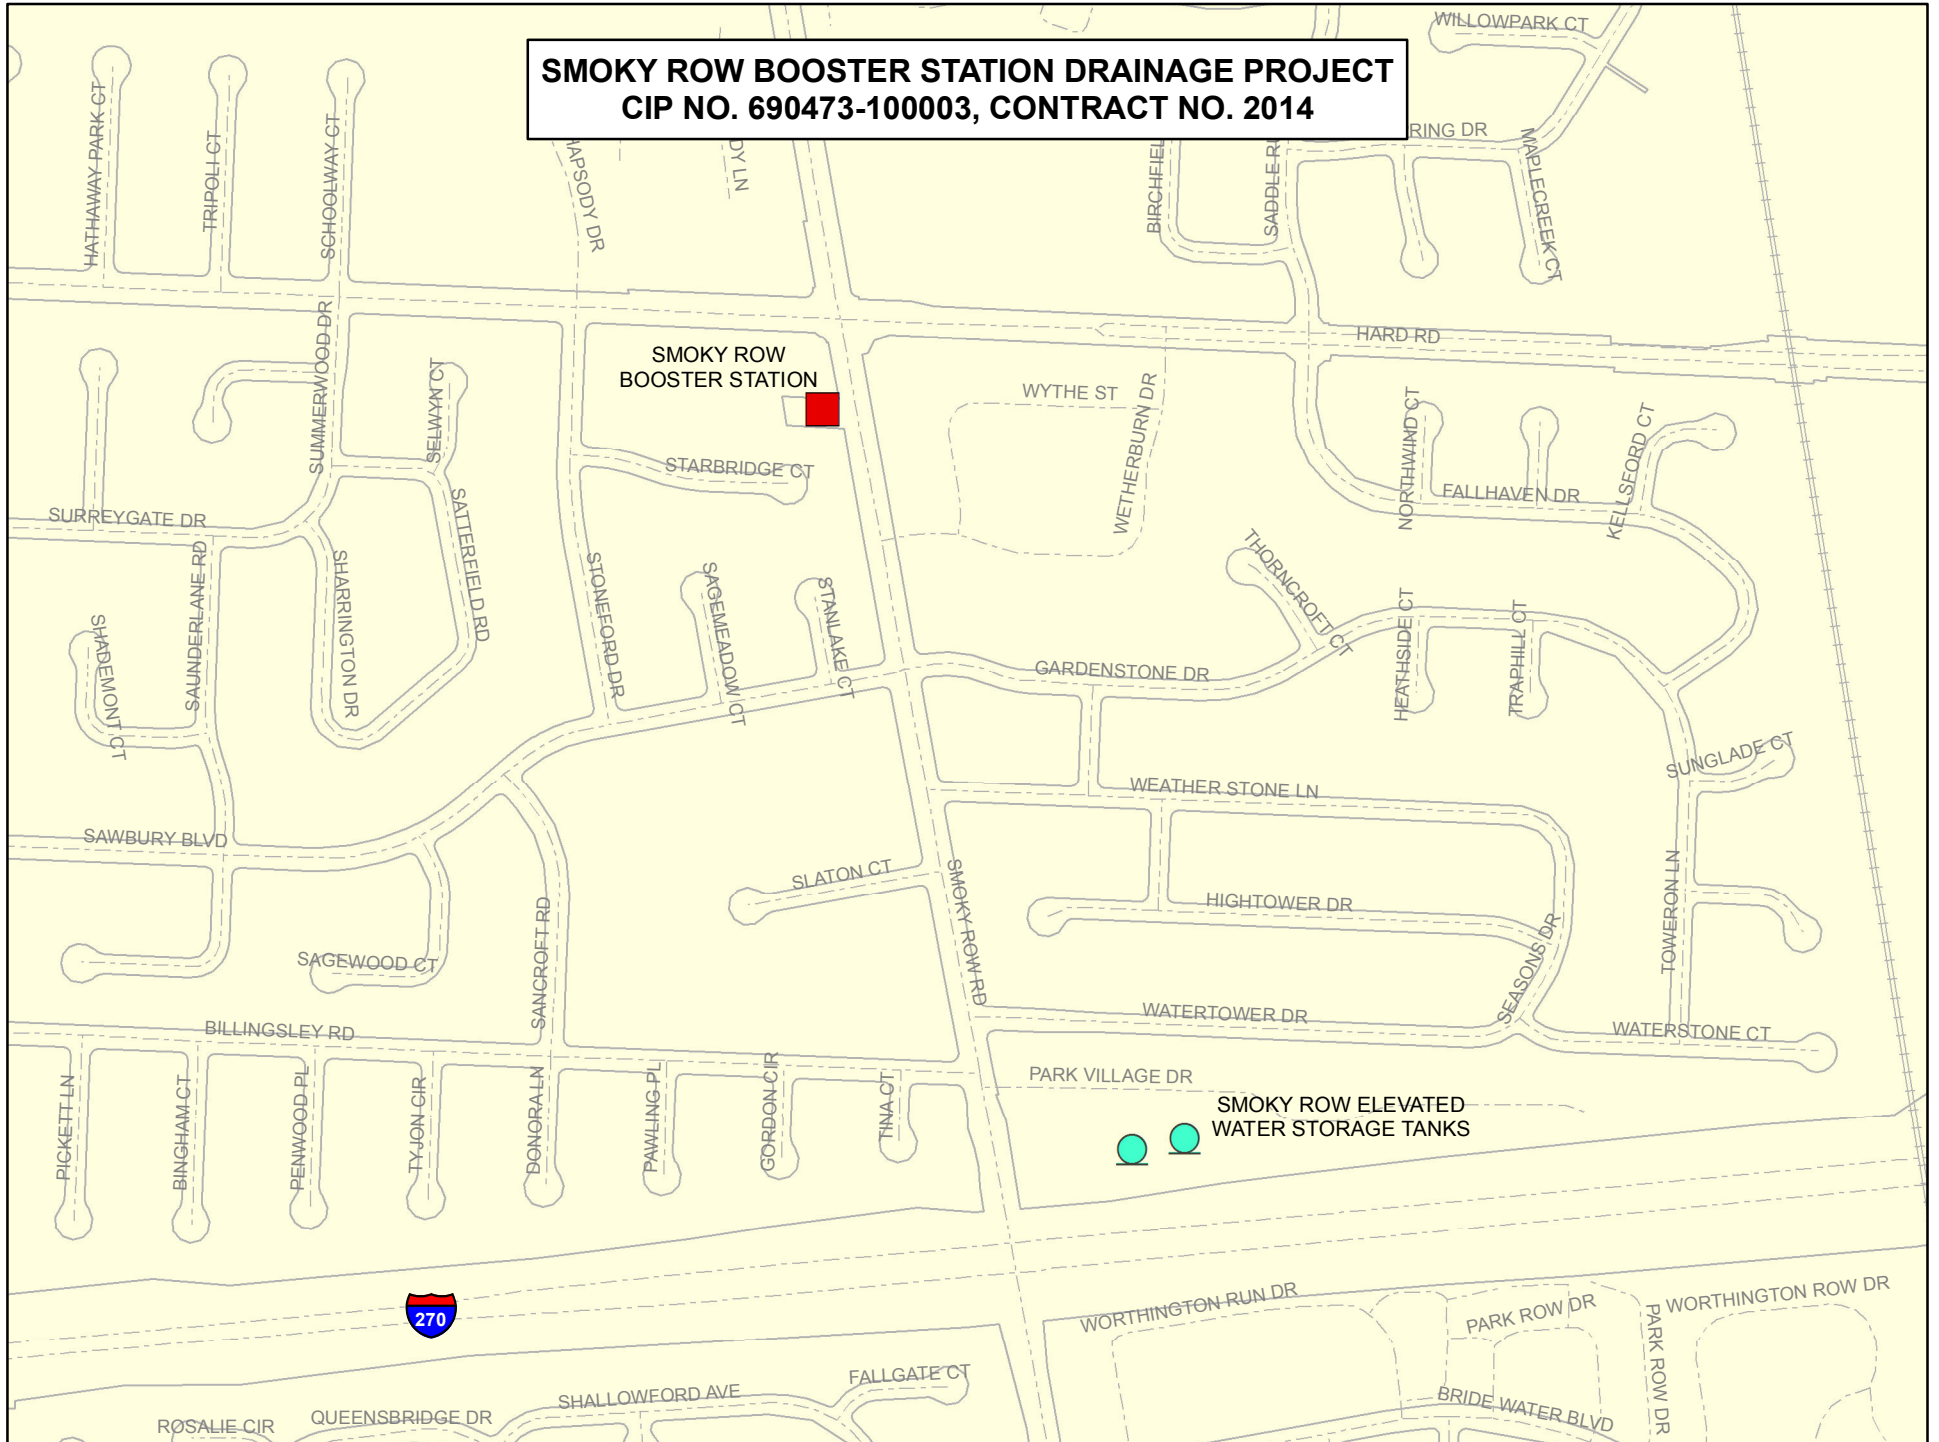 SMOKY ROW BOOSTER STATION DRAINAGE PROJECT
CIP NO. 690473-100003, CONTRACT NO. 2014
WILLOWPARK CT
RING DR
MAPLECREEK CT
HATHAWAY PARK CT
TRIPOLI CT
SCHOOLWAY CT
HAPSODY DR
DY LN
BIRCHFIEL
SADDLE R
HARD RD
SUMMERWOOD DR
SELWYN CT
SMOKY ROW
BOOSTER STATION
WYTHE ST
WETHERBURN DR
NORTHWIND CT
KELLSFORD CT
STARBRIDGE CT
FALLHAVEN DR
SURREYGATE DR
SATTERFIELD RD
SAUNDERLANE RD
SHARRINGTON DR
STONEFORD DR
SAGEMEADOW CT
STANLAKE CT
THORNCROFT CT
HEATHSIDE CT
TRAPHILL CT
SHADEMONT CT
GARDENSTONE DR
SUNGLADE CT
WEATHER STONE LN
SAWBURY BLVD
SLATON CT
SMOKY ROW RD
HIGHTOWER DR
TOWERON LN
SEASONS DR
SANCROFT RD
SAGEWOOD CT
WATERTOWER DR
BILLINGSLEY RD
WATERSTONE CT
PARK VILLAGE DR
PICKETT LN
BINGHAM CT
PENWOOD PL
TYJON CIR
DONORA LN
PAWLING PL
GORDON CIR
TINA CT
SMOKY ROW ELEVATED
WATER STORAGE TANKS
270
WORTHINGTON RUN DR
PARK ROW DR
PARK ROW DR
WORTHINGTON ROW DR
FALLGATE CT
SHALLOWFORD AVE
QUEENSBRIDGE DR
ROSALIE CIR
BRIDE WATER BLVD